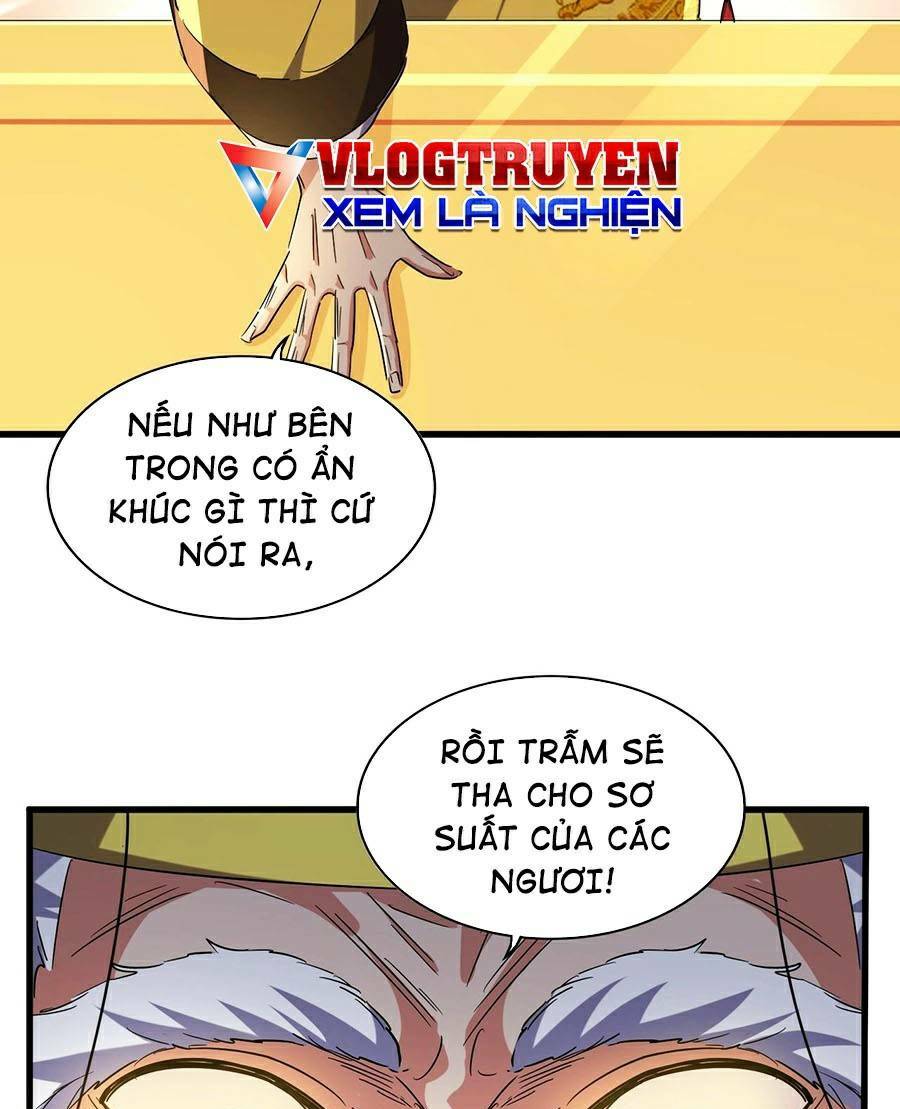 VLOGTRUYEN
XEM LÀ NGHIỆN
NẾU NHƯ BÊN
TRONG CÓ ẨN
KHÚC GÌ THÌ CỨ
NÓI RA,
RỒI TRẪM SẼ
THA CHO SƠ
SUẤT CỦA CÁC
NGƯƠI!